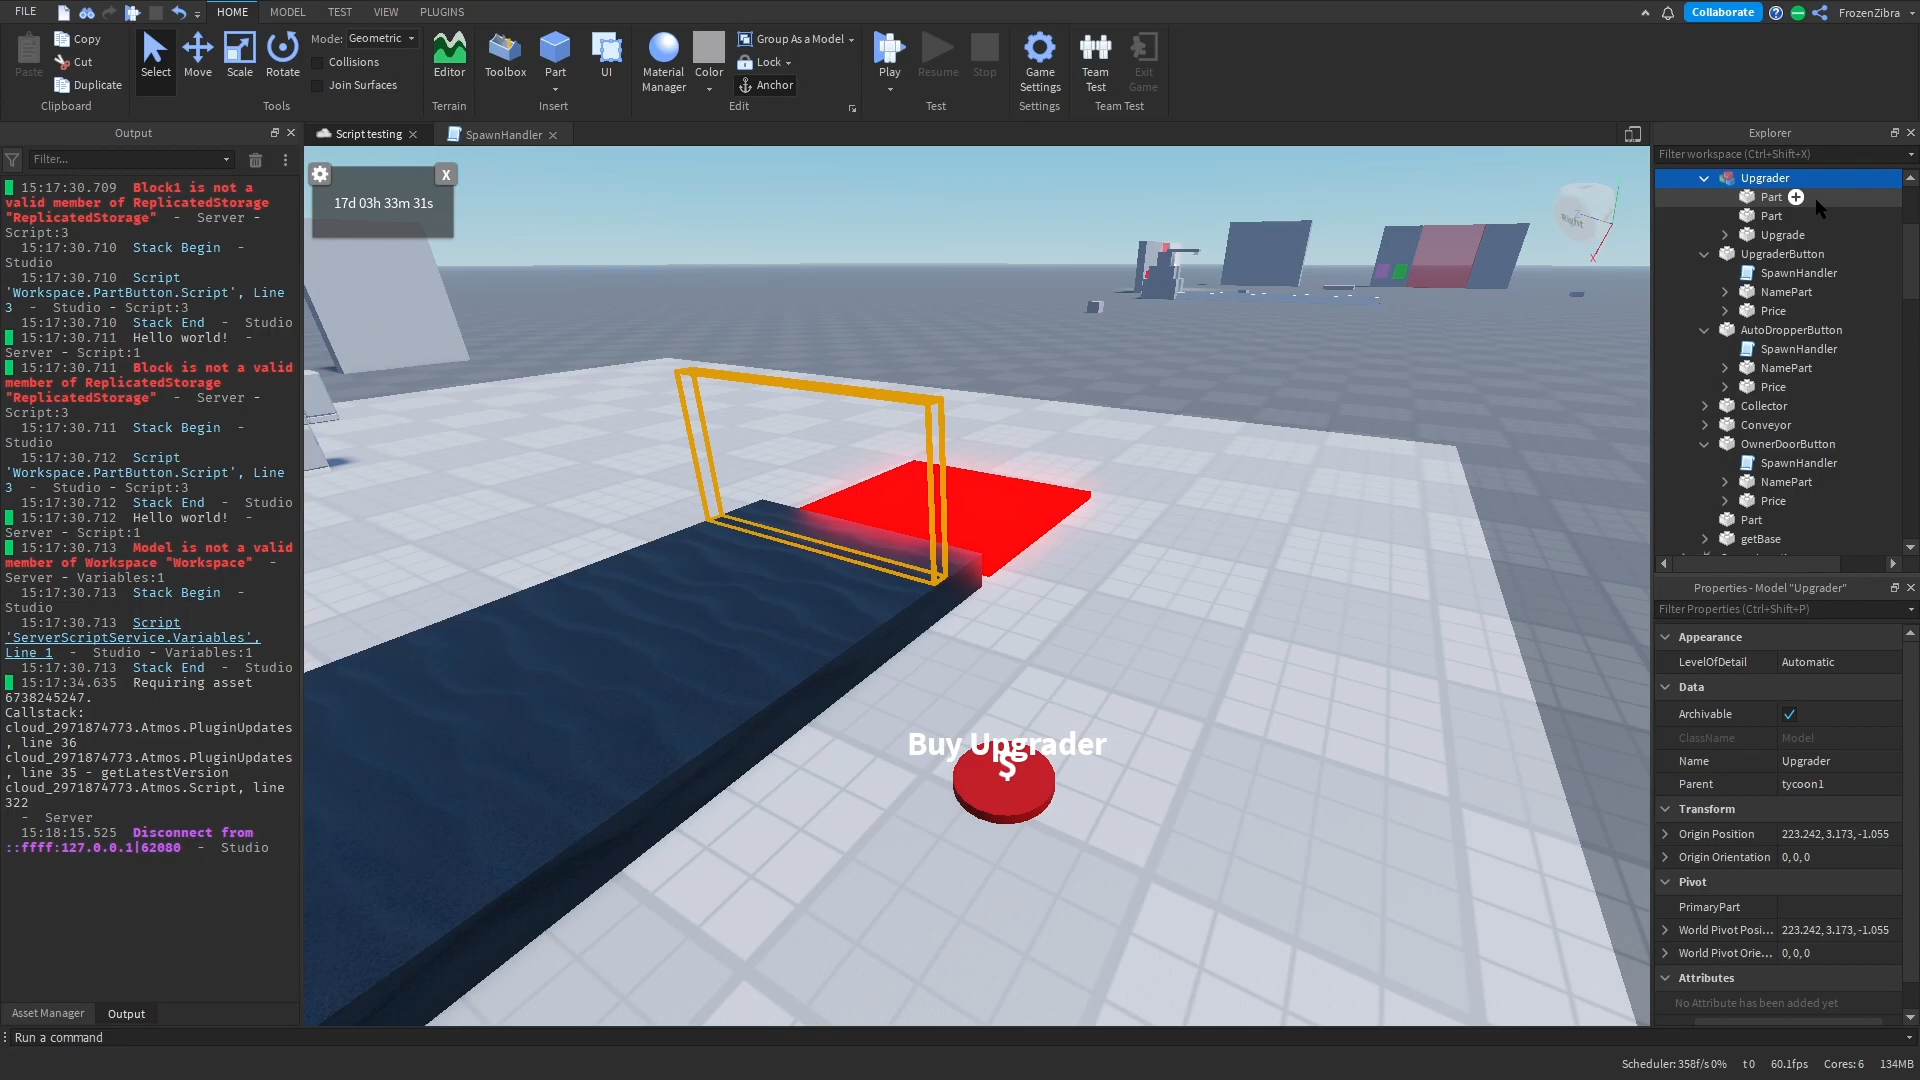 FILE
HOME
MODEL
TEST
VIEW
PLUGINS
Collaborate
FrozenZibra
Paste
Copy
Cut
Duplicate
Clipboard
Select
Move
Scale
Rotate
Mode: Geometric
Collisions
Join Surfaces
Tools
Editor
Terrain
Toolbox
Part
UI
Insert
Material
Manager
Color
Group As a Model
Lock
Anchor
Edit
Play
Resume
Stop
Test
Game
Settings
Settings
Team
Test
Exit
Game
Team Test
Output
Filter...
15:17:30.709 Block1 is not a
valid member of ReplicatedStorage
"ReplicatedStorage" - Server -
Script:3
15:17:30.710 Stack Begin -
Studio
15:17:30.710 Script
'Workspace.PartButton.Script', Line
3 - Studio - Script:3
15:17:30.710 Stack End - Studio
15:17:30.711 Hello world! -
Server - Script:1
15:17:30.711 Block is not a valid
member of ReplicatedStorage
"ReplicatedStorage" - Server -
Script:3
15:17:30.711 Stack Begin -
Studio
15:17:30.712 Script
'Workspace.PartButton.Script', Line
3 - Studio - Script:3
15:17:30.712 Stack End - Studio
15:17:30.712 Hello world! -
Server - Script:1
15:17:30.713 Model is not a valid
member of Workspace "Workspace" -
Server - Variables:1
15:17:30.713 Stack Begin -
Studio
15:17:30.713 Script
'ServerScriptService.Variables',
Line 1 - Studio - Variables:1
15:17:30.713 Stack End - Studio
15:17:34.635 Requiring asset
6738245247.
Callstack:
cloud_2971874773.Atmos.PluginUpdates
, line 36
cloud_2971874773.Atmos.PluginUpdates
, line 35 - getLatestVersion
cloud_2971874773.Atmos.Script, line
322
- Server
15:18:15.525 Disconnect from
::ffff:127.0.0.1|62080 - Studio
Asset Manager
Output
Script testing
SpawnHandler
X
17d 03h 33m 31s
Right
X
Buy Upgrader
$
Explorer
Filter workspace (Ctrl+Shift+X)
Upgrader
Part
Part
Upgrade
UpgraderButton
SpawnHandler
NamePart
Price
AutoDropperButton
SpawnHandler
NamePart
Price
Collector
Conveyor
OwnerDoorButton
SpawnHandler
NamePart
Price
Part
getBase
Properties - Model "Upgrader"
Filter Properties (Ctrl+Shift+P)
Appearance
LevelOfDetail Automatic
Data
Archivable
ClassName Model
Name Upgrader
Parent tycoon1
Transform
Origin Position 223.242, 3.173, -1.055
Origin Orientation 0, 0, 0
Pivot
PrimaryPart
World Pivot Posi... 223.242, 3.173, -1.055
World Pivot Orie... 0, 0, 0
Attributes
No Attribute has been added yet
Run a command
Scheduler: 358f/s 0% t 0 60.1fps Cores: 6 134MB